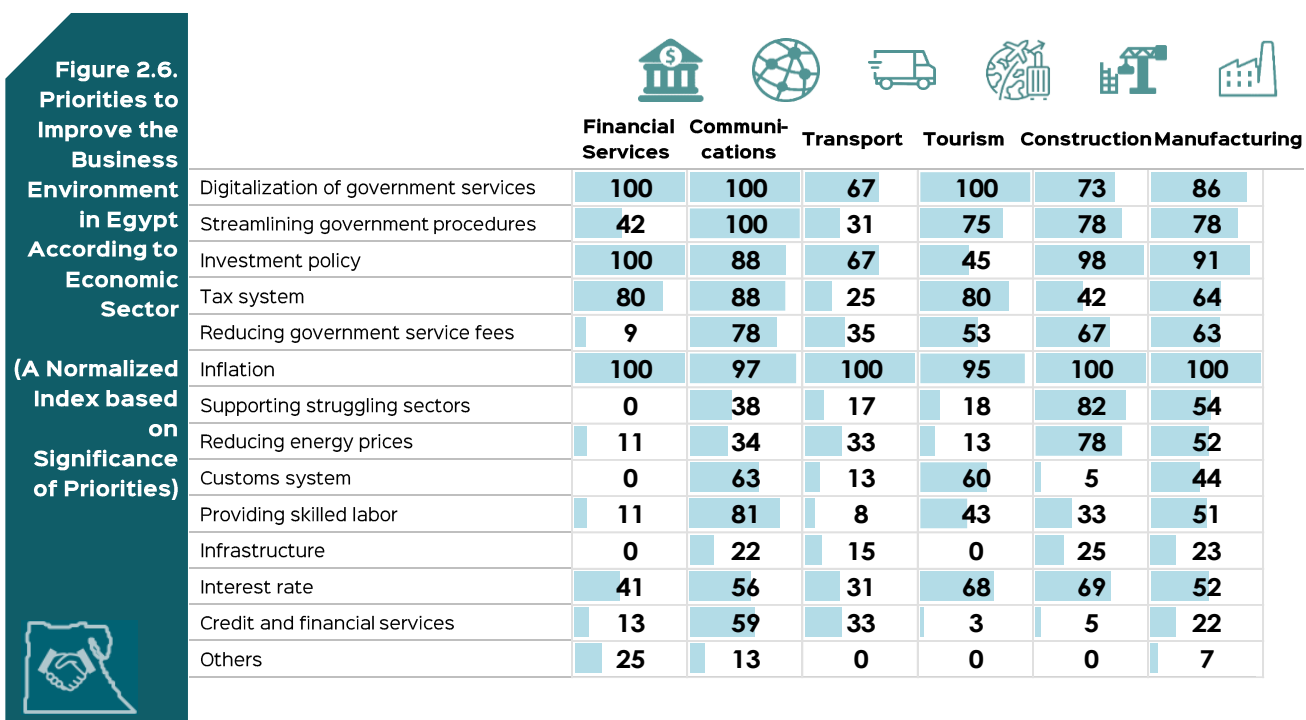 Figure 2.6.
Priorities to
Improve the
Business
Environment
in Egypt
According to
Economic
Sector
(A Normalized
Index based
on
Significance
of Priorities)
$
Financial Services Communi-cations Transport Tourism Construction Manufacturing
Digitalization of government services 100 100 67 100 73 86
Streamlining government procedures 42 100 31 75 78 78
Investment policy 100 88 67 45 98 91
Tax system 80 88 25 80 42 64
Reducing government service fees 9 78 35 53 67 63
Inflation 100 97 100 95 100 100
Supporting struggling sectors 0 38 17 18 82 54
Reducing energy prices 11 34 33 13 78 52
Customs system 0 63 13 60 5 44
Providing skilled labor 11 81 8 43 33 51
Infrastructure 0 22 15 0 25 23
Interest rate 41 56 31 68 69 52
Credit and financial services 13 59 33 3 5 22
Others 25 13 0 0 0 7